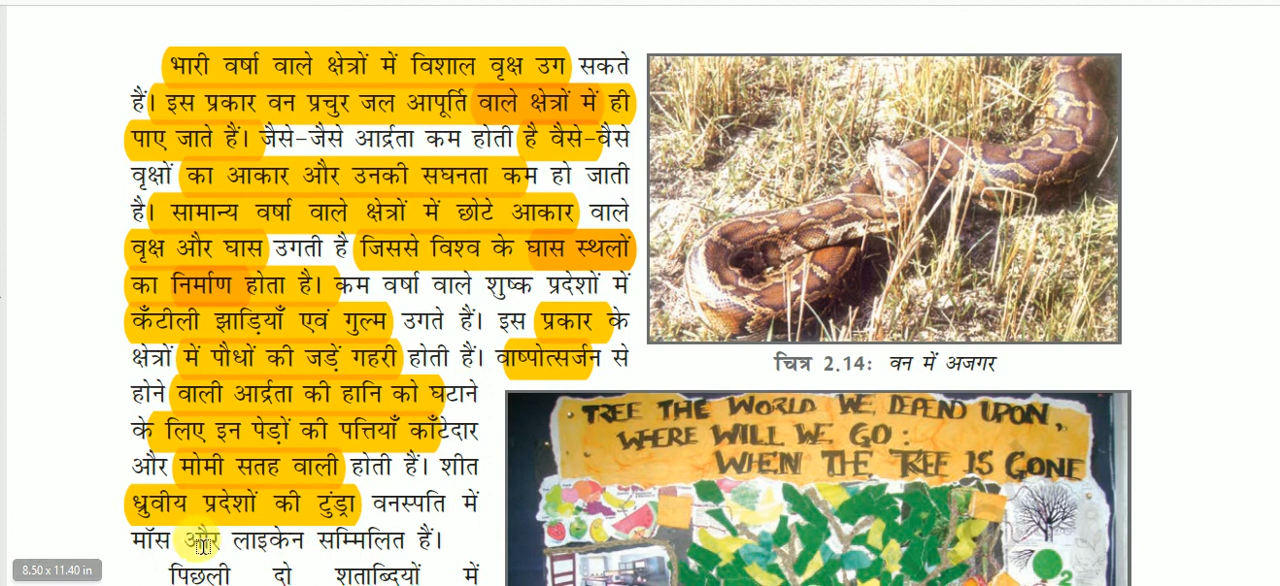 भारी वर्षा वाले क्षेत्रों में विशाल वृक्ष उग सकते
हैं। इस प्रकार वन प्रचुर जल आपूर्ति वाले क्षेत्रों में ही
पाए जाते हैं। जैसे-जैसे आर्द्रता कम होती है वैसे-वैसे
वृक्षों का आकार और उनकी सघनता कम हो जाती
है। सामान्य वर्षा वाले क्षेत्रों में छोटे आकार वाले
वृक्ष और घास उगती है जिससे विश्व के घास स्थलों
का निर्माण होता है। कम वर्षा वाले शुष्क प्रदेशों में
कँटीली झाड़ियाँ एवं गुल्म उगते हैं। इस प्रकार के
क्षेत्रों में पौधों की जड़ें गहरी होती हैं। वाष्पोत्सर्जन से
होने वाली आर्द्रता की हानि को घटाने
के लिए इन पेड़ों की पत्तियाँ काँटेदार
और मोमी सतह वाली होती हैं। शीत
ध्रुवीय प्रदेशों की टुंड्रा वनस्पति में
मॉस और लाइकेन सम्मिलित हैं।
पिछली दो शताब्दियों में
चित्र 2.14: वन में अजगर
TREE THE WORLD WE DEPEND UPON,
WHERE WILL WE GO:
WHEN THE TREE IS GONE
8.50 x 11.40 in